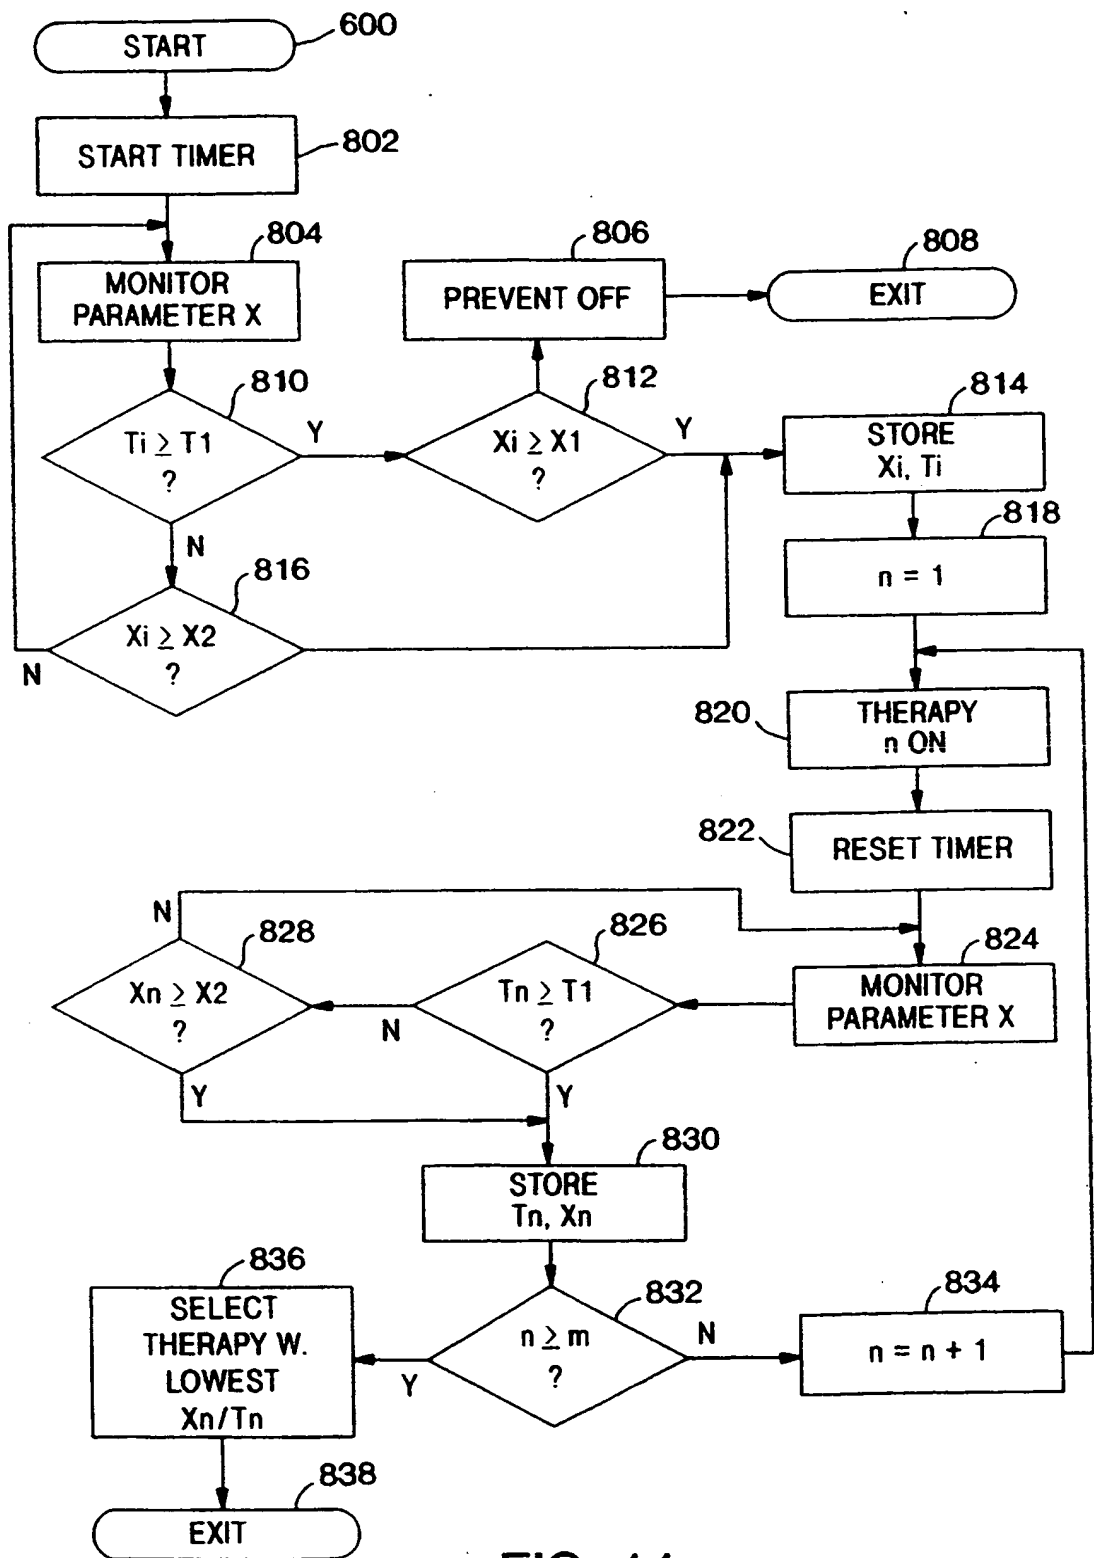 START
600
START TIMER
802
804
MONITOR
PARAMETER X
806
PREVENT OFF
808
EXIT
810
Ti ≥ T1
?
Y
N
812
Xi ≥ X1
?
Y
814
STORE
Xi, Ti
816
Xi ≥ X2
?
N
818
n = 1
820
THERAPY
n ON
822
RESET TIMER
824
MONITOR
PARAMETER X
826
Tn ≥ T1
?
N
Y
828
Xn ≥ X2
?
N
Y
830
STORE
Tn, Xn
832
n ≥ m
?
N
Y
834
n = n + 1
836
SELECT
THERAPY W.
LOWEST
Xn/Tn
838
EXIT